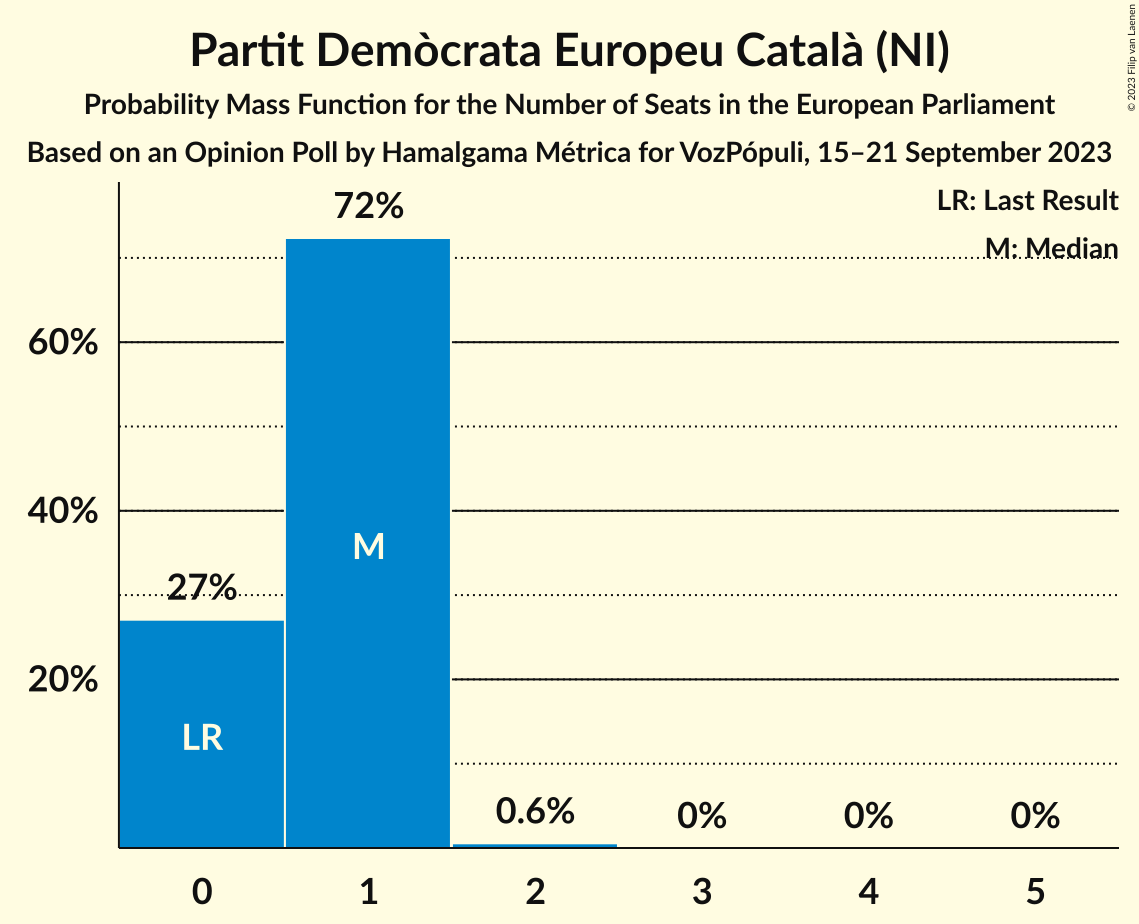 Partit Demòcrata Europeu Català (NI)
Probability Mass Function for the Number of Seats in the European Parliament
Based on an Opinion Poll by Hamalgama Métrica for VozPópuli, 15–21 September 2023
© 2023 Filip van Laenen
LR: Last Result
M: Median
72%
60%
40%
M
27%
20%
LR
0.6%
0%
0%
0%
0
1
2
3
4
5